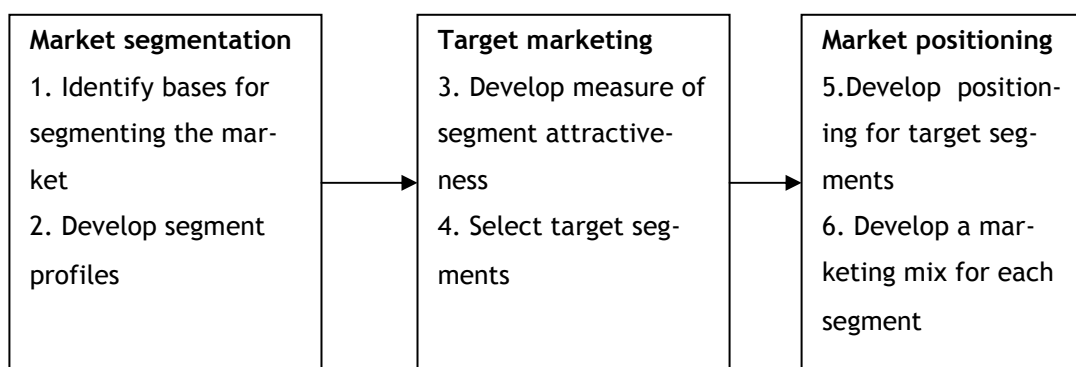 Market segmentation
1. Identify bases for
segmenting the mar-
ket
2. Develop segment
profiles
Target marketing
3. Develop measure of
segment attractive-
ness
4. Select target seg-
ments
Market positioning
5.Develop position-
ing for target seg-
ments
6. Develop a mar-
keting mix for each
segment